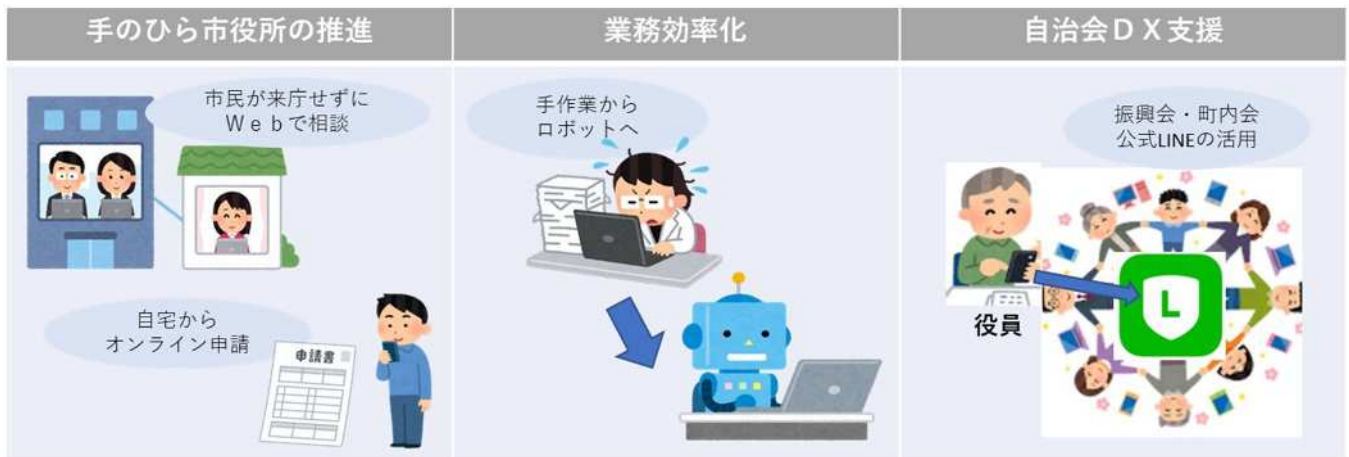 手のひら市役所の推進
市民が来庁せずに
Ｗｅｂで相談
自宅から
オンライン申請
申請書
業務効率化
手作業から
ロボットへ
自治会ＤＸ支援
振興会・町内会
公式LINEの活用
役員
L